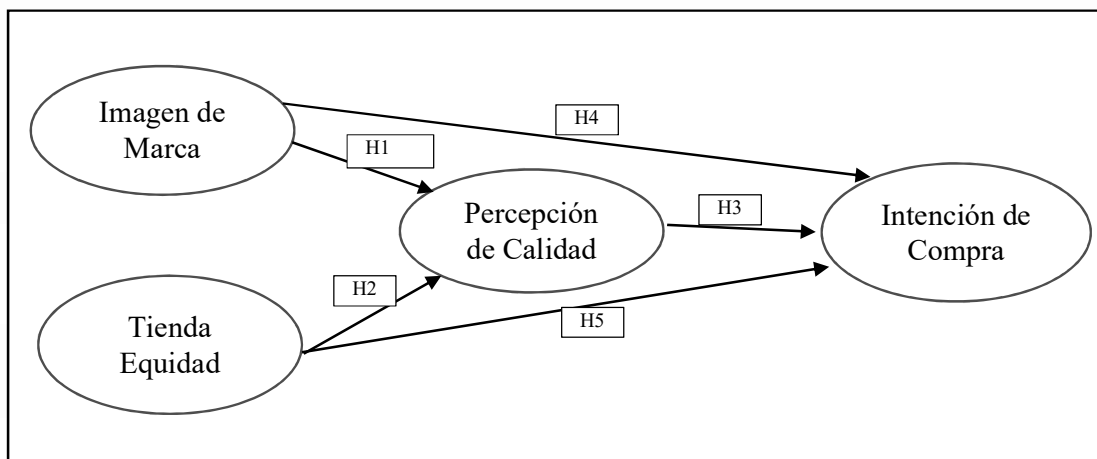 Imagen de
Marca
H4
H1
Percepción
de Calidad
H3
Intención de
Compra
H2
Tienda
Equidad
H5